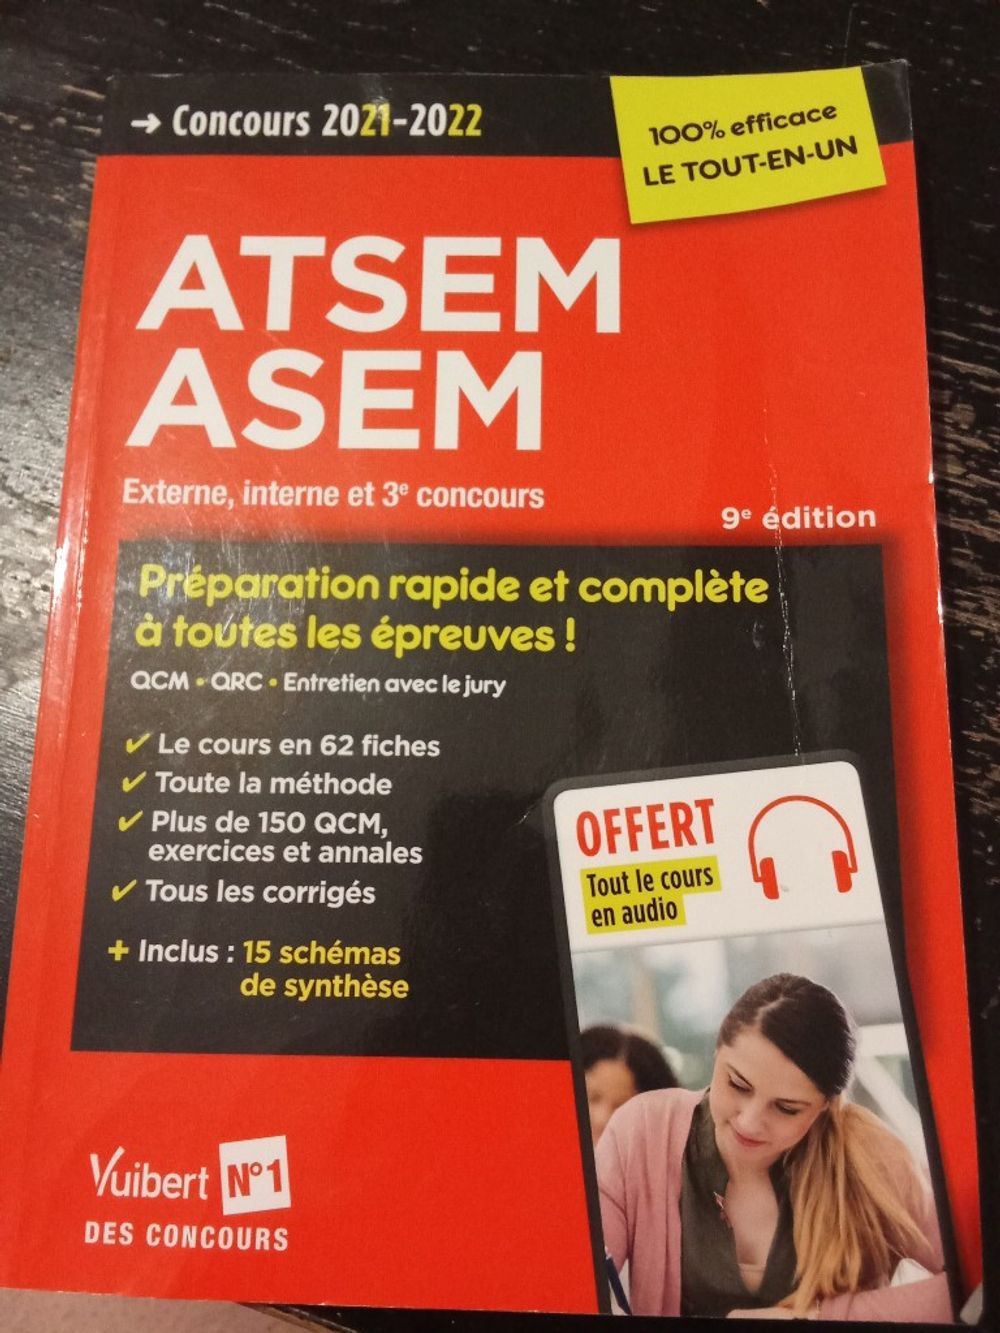 → Concours 2021-2022
100% efficace
LE TOUT-EN-UN
ATSEM
ASEM
Externe, interne et 3e concours
9e édition
Préparation rapide et complète
à toutes les épreuves !
QCM • QRC • Entretien avec le jury
✔ Le cours en 62 fiches
✔ Toute la méthode
✔ Plus de 150 QCM,
exercices et annales
✔ Tous les corrigés
+ Inclus : 15 schémas
de synthèse
OFFERT
Tout le cours
en audio
Vuibert N°1
DES CONCOURS